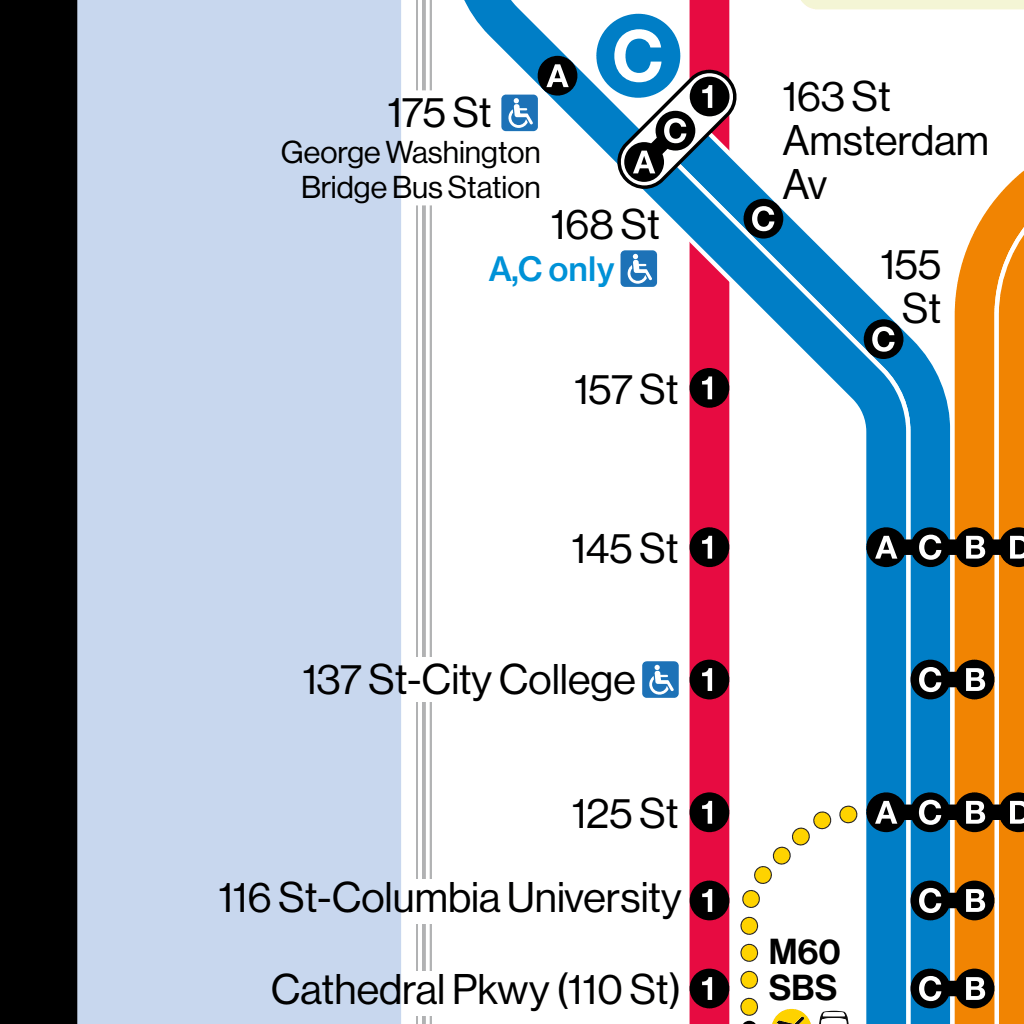 C
A
1
C
A
175 St
George Washington
Bridge Bus Station
163 St
Amsterdam
Av
C
168 St
A,C only
155
St
C
157 St 1
145 St 1 A C B D
137 St-City College 1 C B
125 St 1 A C B D
116 St-Columbia University 1 C B
M60
SBS
Cathedral Pkwy (110 St) 1 C B